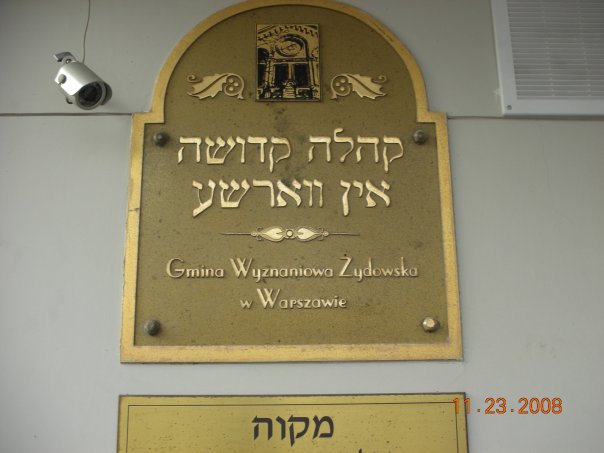 קהלה קדושה
אין ווארשע
Gmina Wyznaniowa Żydowska
w Warszawie
11.23.2008
מקוה